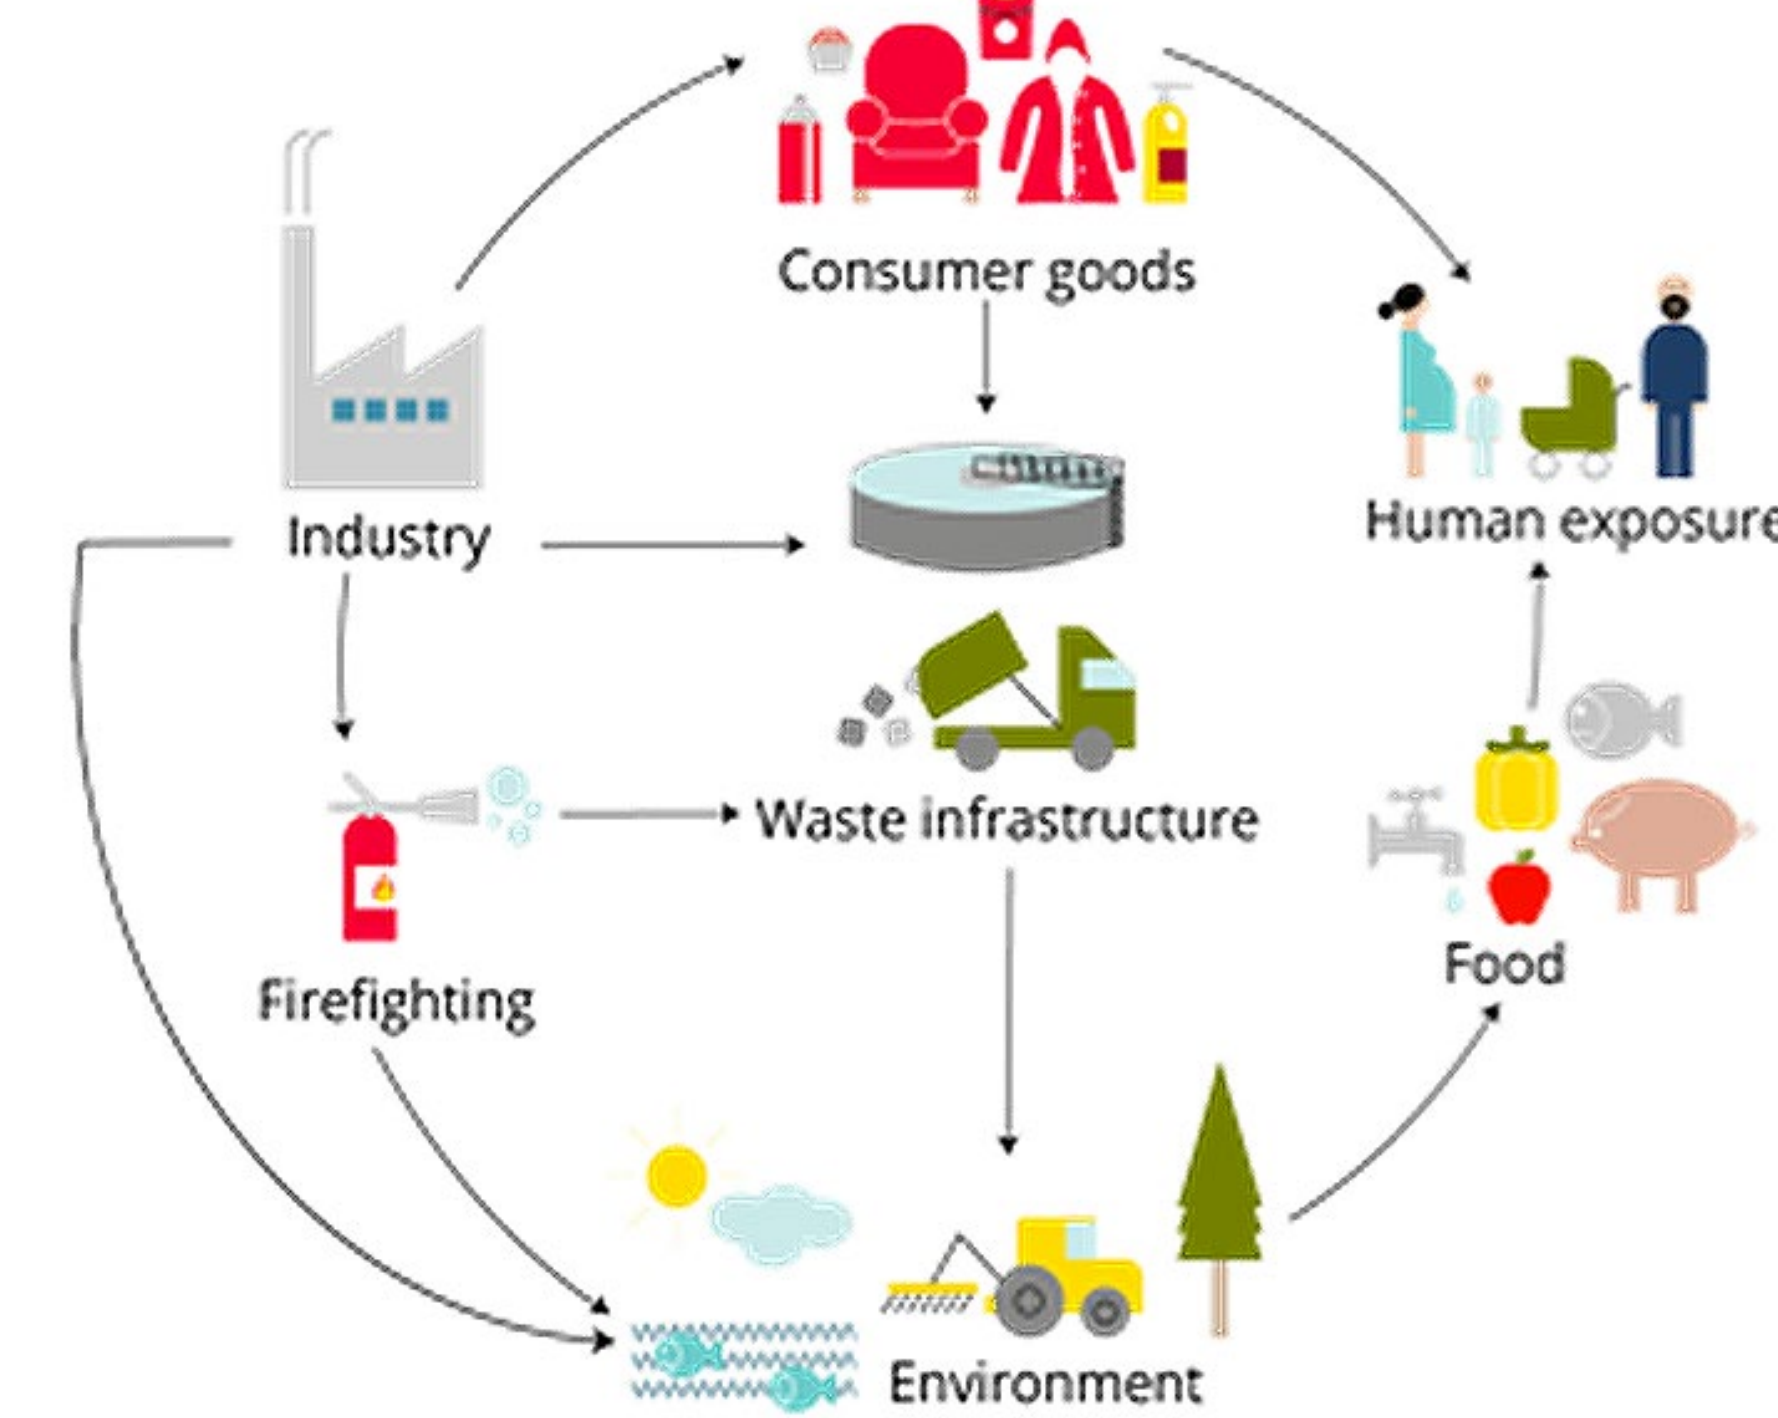 Consumer goods
Human exposure
Industry
Waste infrastructure
Food
Firefighting
Environment